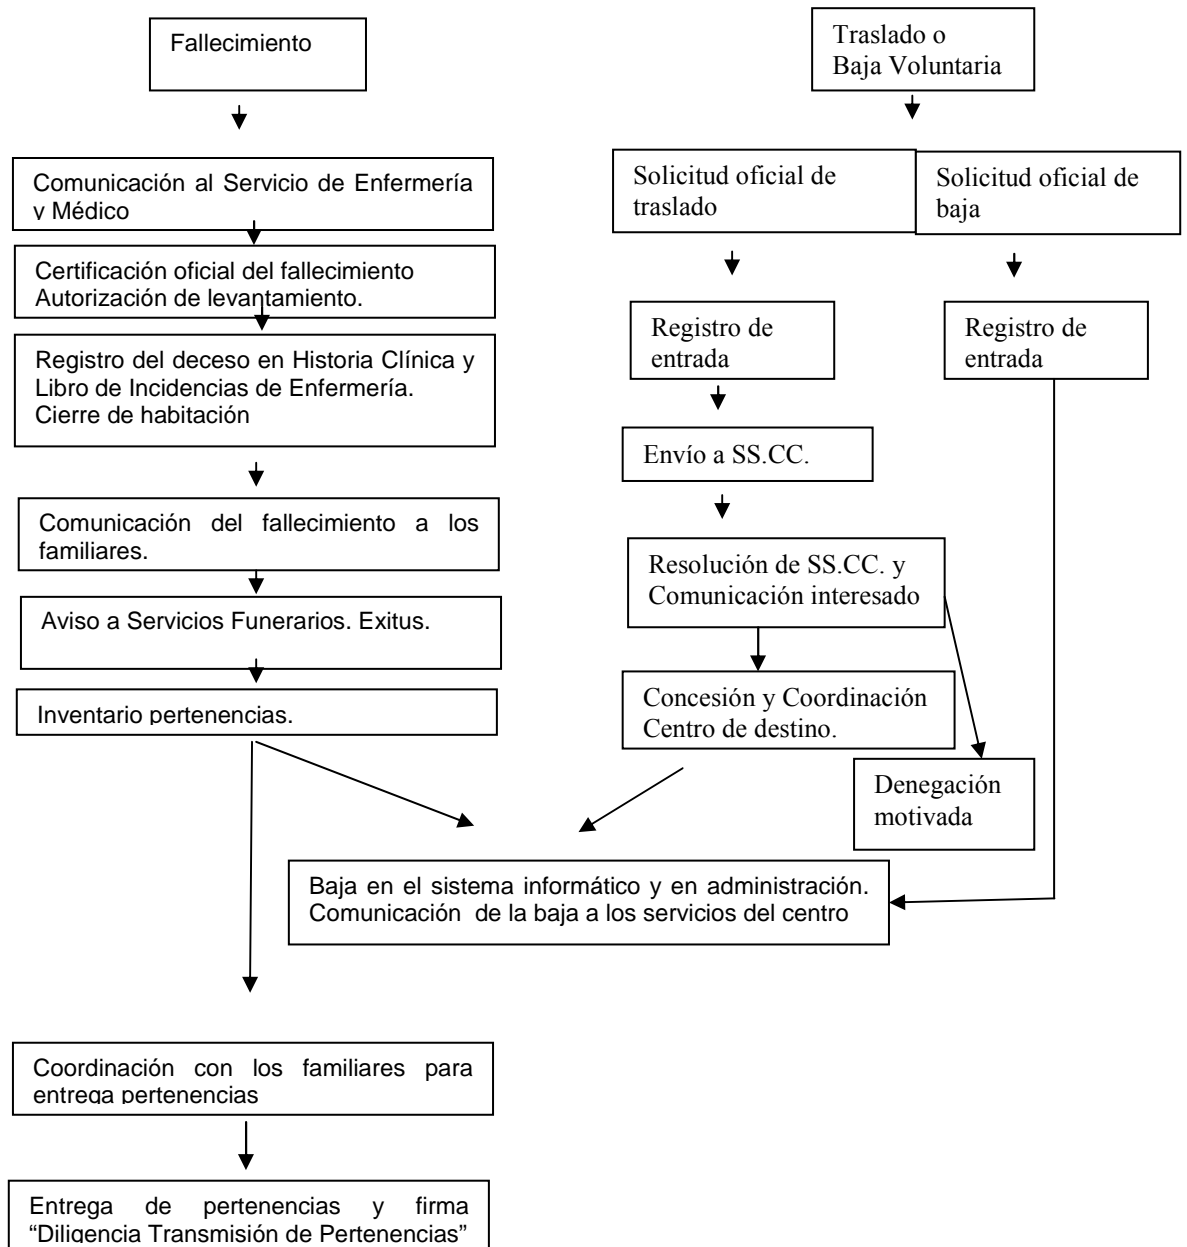 Fallecimiento
Traslado o
Baja Voluntaria
Comunicación al Servicio de Enfermería
y Médico
Solicitud oficial de
traslado
Solicitud oficial de
baja
Certificación oficial del fallecimiento
Autorización de levantamiento.
Registro de
entrada
Registro de
entrada
Registro del deceso en Historia Clínica y
Libro de Incidencias de Enfermería.
Cierre de habitación
Envío a SS.CC.
Comunicación del fallecimiento a los
familiares.
Resolución de SS.CC. y
Comunicación interesado
Aviso a Servicios Funerarios. Exitus.
Inventario pertenencias.
Concesión y Coordinación
Centro de destino.
Denegación
motivada
Baja en el sistema informático y en administración.
Comunicación de la baja a los servicios del centro
Coordinación con los familiares para
entrega pertenencias
Entrega de pertenencias y firma
“Diligencia Transmisión de Pertenencias”